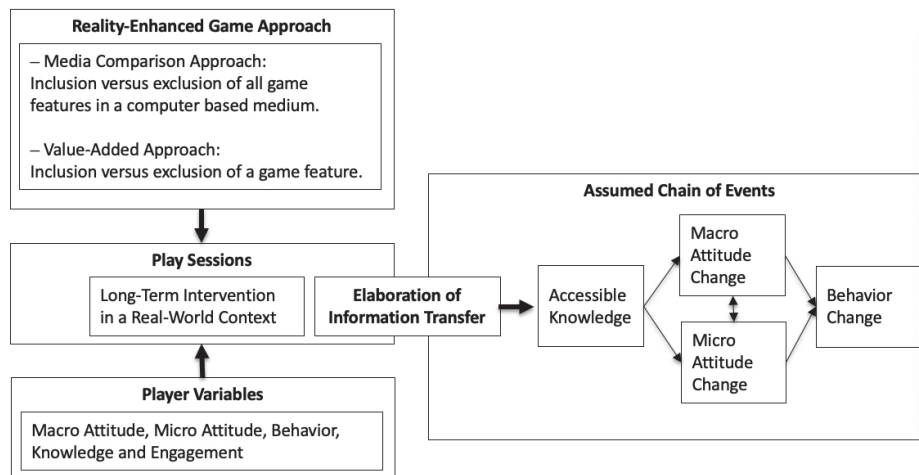 Reality-Enhanced Game Approach
– Media Comparison Approach:
Inclusion versus exclusion of all game
features in a computer based medium.
– Value-Added Approach:
Inclusion versus exclusion of a game feature.
Play Sessions
Long-Term Intervention
in a Real-World Context
Player Variables
Macro Attitude, Micro Attitude, Behavior,
Knowledge and Engagement
Elaboration of
Information Transfer
Assumed Chain of Events
Accessible
Knowledge
Macro
Attitude
Change
Micro
Attitude
Change
Behavior
Change